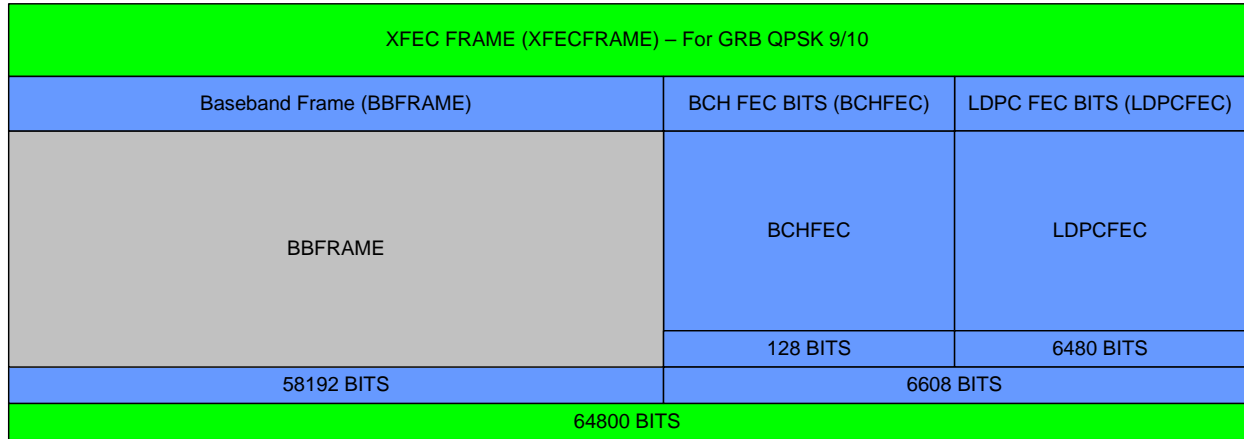 XFEC FRAME (XFECFRAME) – For GRB QPSK 9/10
Baseband Frame (BBFRAME)
BCH FEC BITS (BCHFEC)
LDPC FEC BITS (LDPCFEC)
BBFRAME
BCHFEC
LDPCFEC
128 BITS
6480 BITS
58192 BITS
6608 BITS
64800 BITS